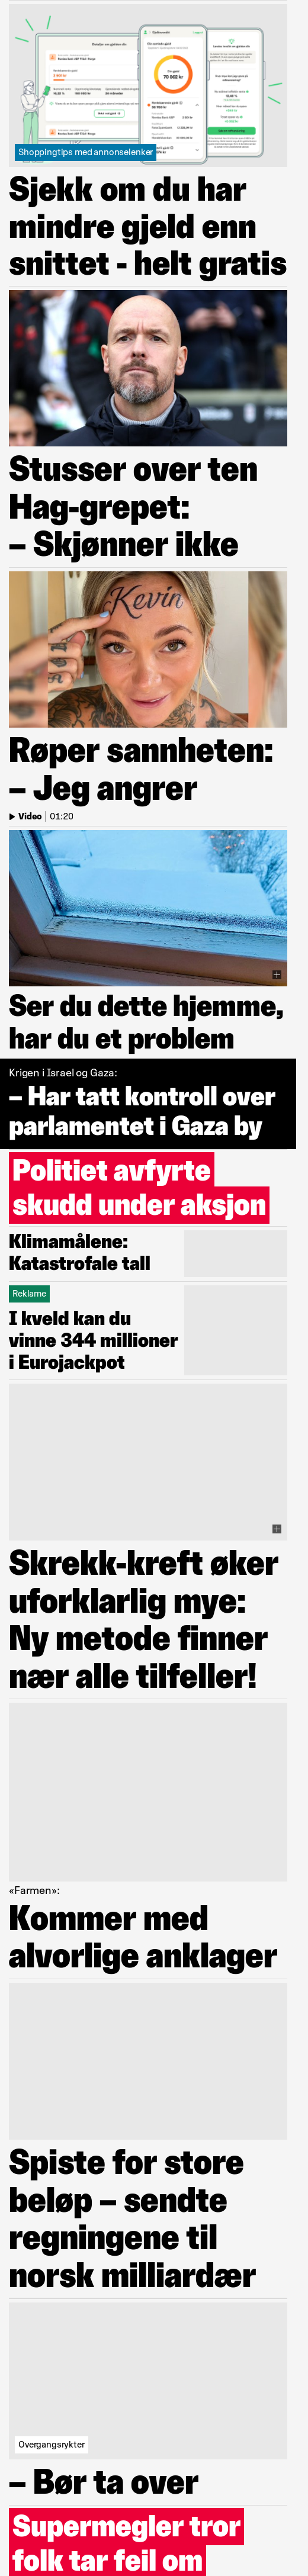 Shoppingtips med annonselenker
Sjekk om du har
mindre gjeld enn
snittet - helt gratis
Stusser over ten
Hag-grepet:
– Skjønner ikke
Kevin
Røper sannheten:
– Jeg angrer
Video | 01:20
Ser du dette hjemme,
har du et problem
Krigen i Israel og Gaza:
– Har tatt kontroll over
parlamentet i Gaza by
Politiet avfyrte
skudd under aksjon
Klimamålene:
Katastrofale tall
Reklame
I kveld kan du
vinne 344 millioner
i Eurojackpot
Skrekk-kreft øker
uforklarlig mye:
Ny metode finner
nær alle tilfeller!
«Farmen»:
Kommer med
alvorlige anklager
Spiste for store
beløp – sendte
regningene til
norsk milliardær
Overgangsrykter
– Bør ta over
Supermegler tror
folk tar feil om